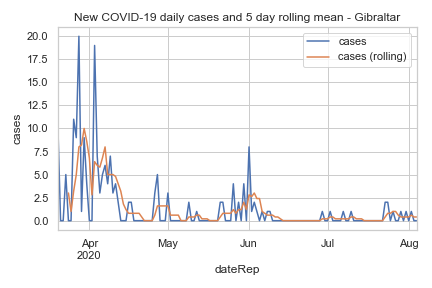 New COVID-19 daily cases and 5 day rolling mean - Gibraltar
cases
cases (rolling)
20.0
17.5
15.0
12.5
10.0
7.5
5.0
2.5
0.0
cases
Apr
2020
May
Jun
Jul
Aug
dateRep